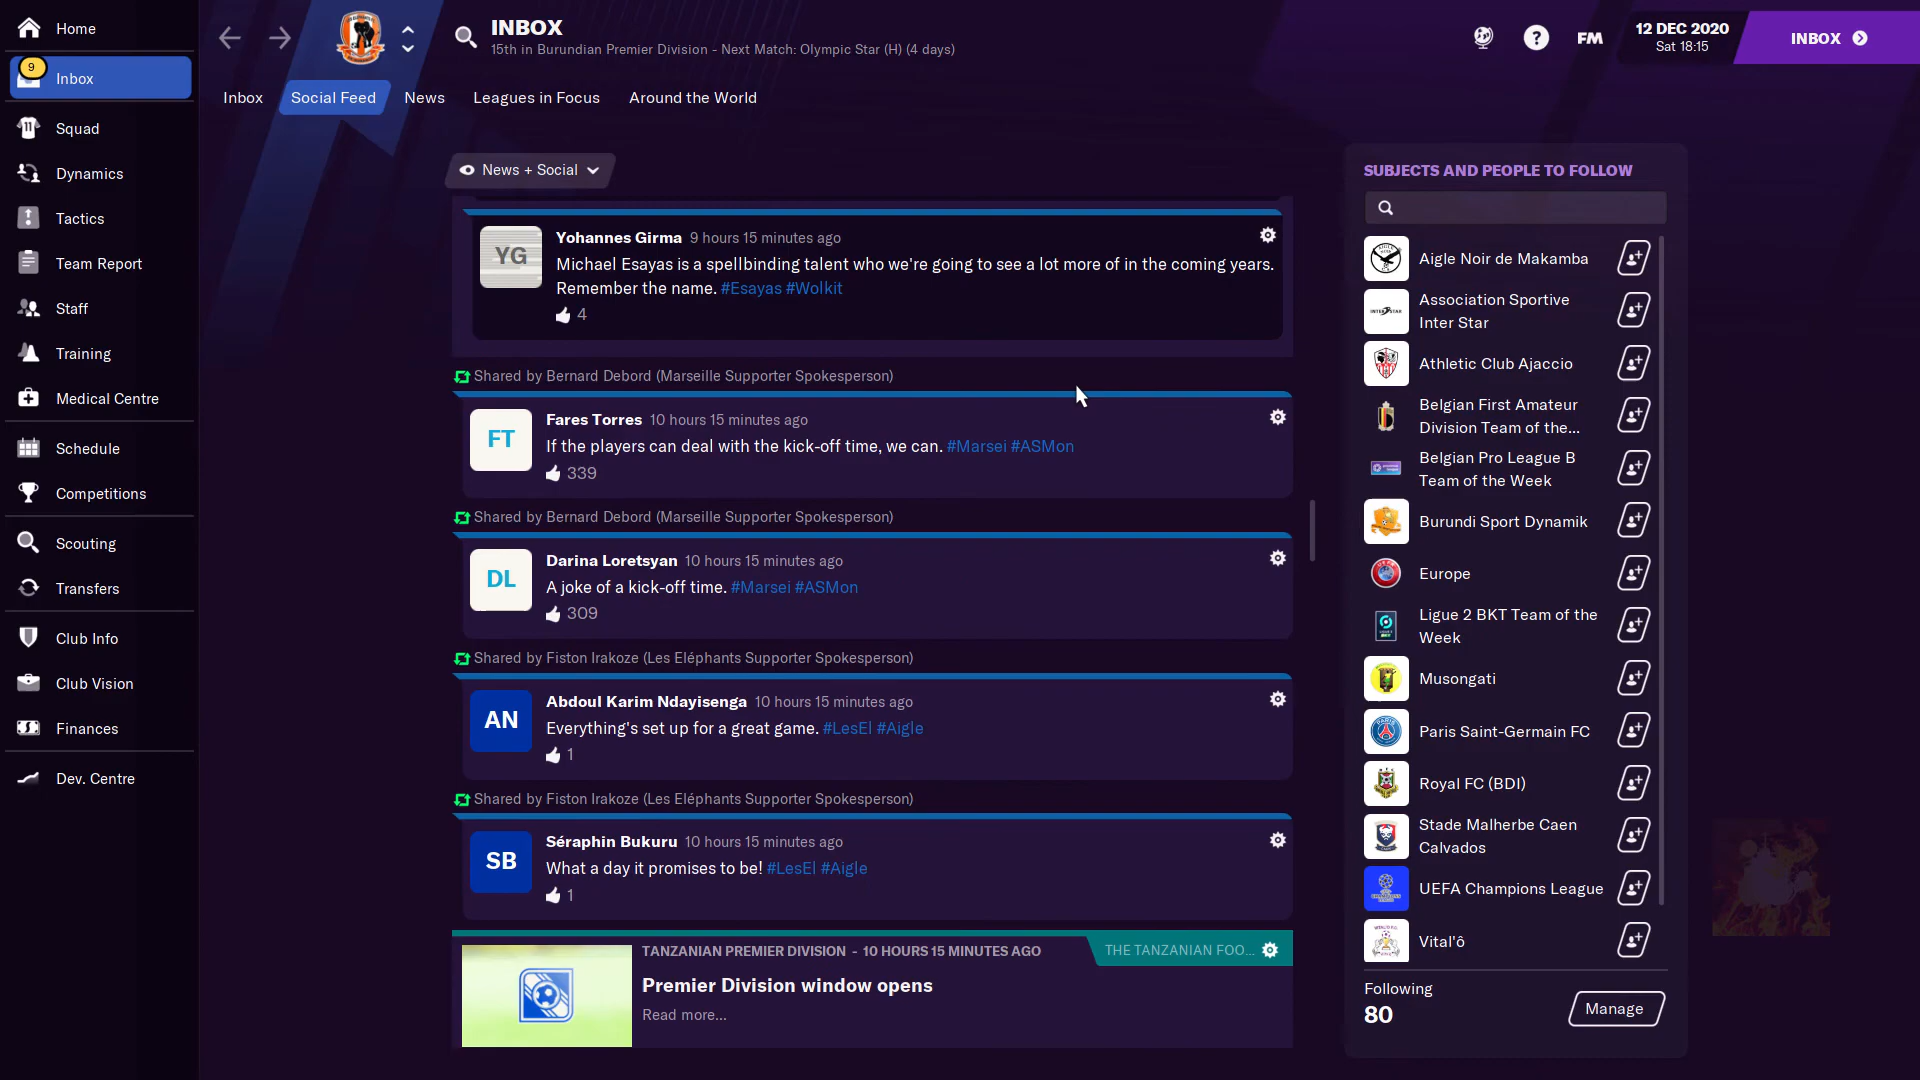 Home
9
Inbox
Squad
Dynamics
Tactics
Team Report
Staff
Training
Medical Centre
Schedule
Competitions
Scouting
Transfers
Club Info
Club Vision
Finances
Dev. Centre
INBOX
15th in Burundian Premier Division - Next Match: Olympic Star (H) (4 days)
FM
12 DEC 2020
Sat 18:15
INBOX
Inbox
Social Feed
News
Leagues in Focus
Around the World
News + Social
YG
Yohannes Girma 9 hours 15 minutes ago
Michael Esayas is a spellbinding talent who we're going to see a lot more of in the coming years.
Remember the name. #Esayas #Wolkit
4
Shared by Bernard Debord (Marseille Supporter Spokesperson)
FT
Fares Torres 10 hours 15 minutes ago
If the players can deal with the kick-off time, we can. #Marsei #ASMon
339
Shared by Bernard Debord (Marseille Supporter Spokesperson)
DL
Darina Loretsyan 10 hours 15 minutes ago
A joke of a kick-off time. #Marsei #ASMon
309
Shared by Fiston Irakoze (Les Eléphants Supporter Spokesperson)
AN
Abdoul Karim Ndayisenga 10 hours 15 minutes ago
Everything's set up for a great game. #LesEl #Aigle
1
Shared by Fiston Irakoze (Les Eléphants Supporter Spokesperson)
SB
Séraphin Bukuru 10 hours 15 minutes ago
What a day it promises to be! #LesEl #Aigle
1
TANZANIAN PREMIER DIVISION - 10 HOURS 15 MINUTES AGO
THE TANZANIAN FOO...
Premier Division window opens
Read more...
SUBJECTS AND PEOPLE TO FOLLOW
Aigle Noir de Makamba
Association Sportive
Inter Star
Athletic Club Ajaccio
Belgian First Amateur
Division Team of the...
Belgian Pro League B
Team of the Week
Burundi Sport Dynamik
Europe
Ligue 2 BKT Team of the
Week
Musongati
Paris Saint-Germain FC
Royal FC (BDI)
Stade Malherbe Caen
Calvados
UEFA Champions League
Vital'ô
Following
80
Manage